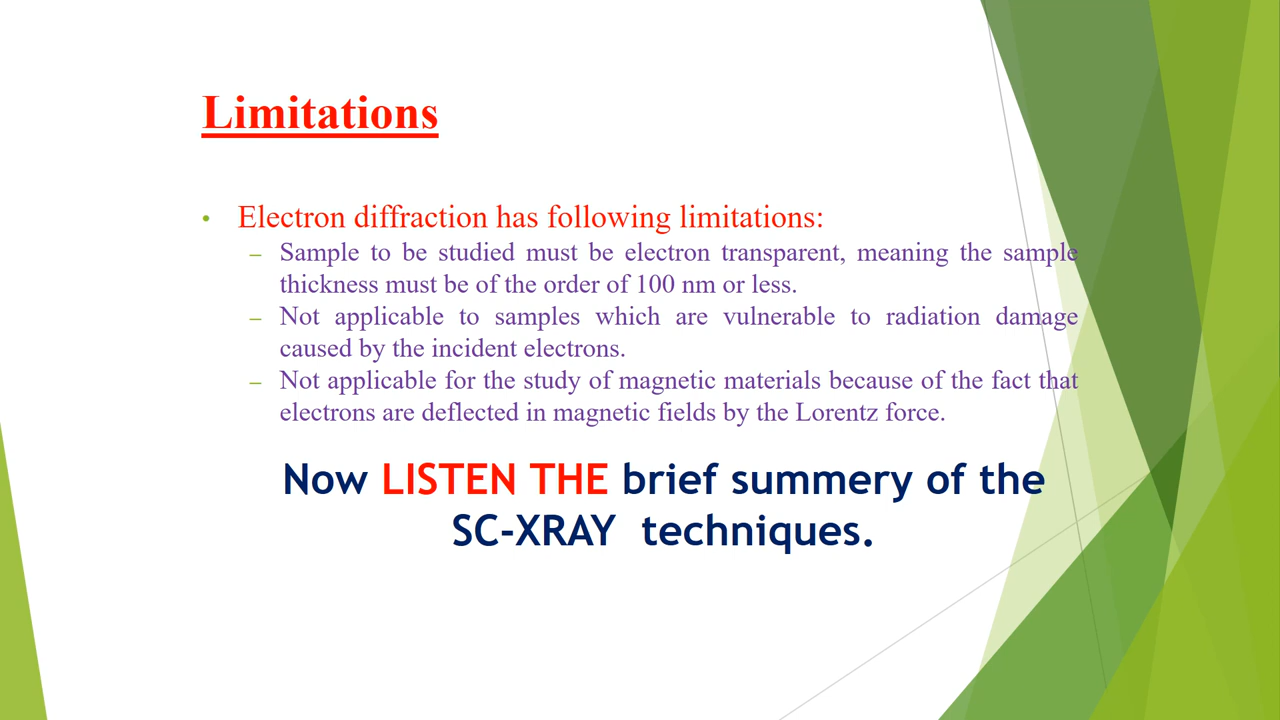 Limitations
• Electron diffraction has following limitations:
– Sample to be studied must be electron transparent, meaning the sample
thickness must be of the order of 100 nm or less.
– Not applicable to samples which are vulnerable to radiation damage
caused by the incident electrons.
– Not applicable for the study of magnetic materials because of the fact that
electrons are deflected in magnetic fields by the Lorentz force.
Now LISTEN THE brief summery of the
SC-XRAY techniques.